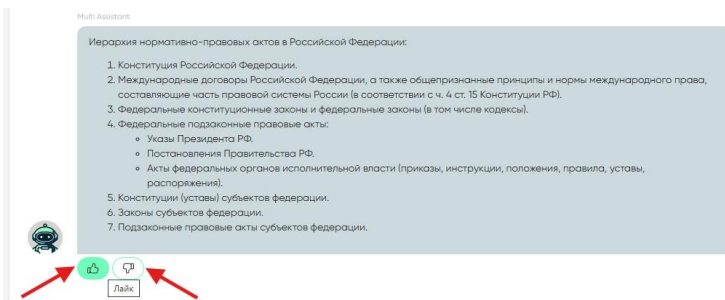 Multi Assistant
Иерархия нормативно-правовых актов в Российской Федерации:
1. Конституция Российской Федерации.
2. Международные договоры Российской Федерации, а также общепризнанные принципы и нормы международного права,
составляющие часть правовой системы России (в соответствии с ч. 4 ст. 15 Конституции РФ).
3. Федеральные конституционные законы и федеральные законы (в том числе кодексы).
4. Федеральные подзаконные правовые акты:
Указы Президента РФ.
Постановления Правительства РФ.
Акты федеральных органов исполнительной власти (приказы, инструкции, положения, правила, уставы,
распоряжения).
5. Конституции (уставы) субъектов федерации.
6. Законы субъектов федерации.
7. Подзаконные правовые акты субъектов федерации.
Лайк